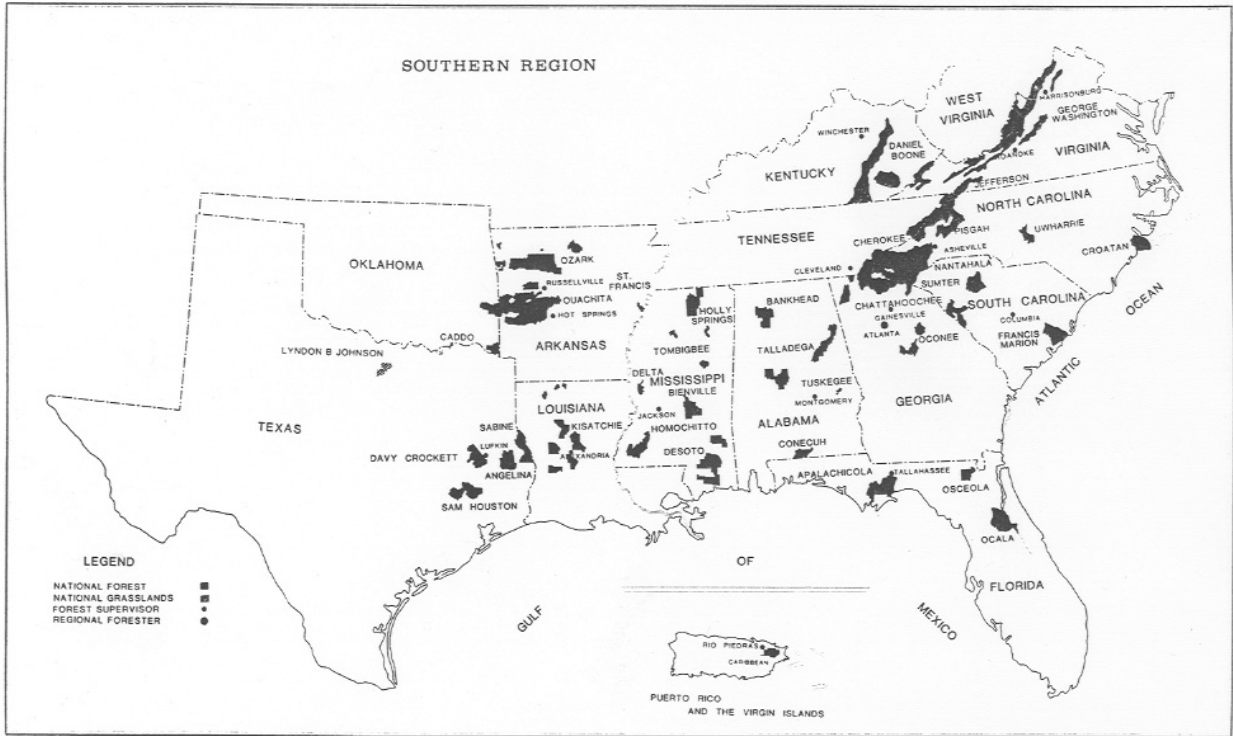 SOUTHERN REGION
WEST
VIRGINIA
HARRISONBURG
GEORGE
WASHINGTON
WINCHESTER
DANIEL
BOONE
ROANOKE
VIRGINIA
KENTUCKY
JEFFERSON
NORTH CAROLINA
TENNESSEE
CHEROKEE
PISGAH
UWHARRIE
ASHEVILLE
CROATAN
OKLAHOMA
OZARK
CLEVELAND
NANTAHALA
SUMTER
RUSSELLVILLE
ST.
FRANCIS
OUACHITA
HOT SPRINGS
HOLLY
SPRINGS
BANKHEAD
CHATTAHOOCHEE
GAINESVILLE
ATLANTA
SOUTH CAROLINA
COLUMBIA
OCONEE
FRANCIS
MARION
OCEAN
ATLANTIC
CADDO
LYNDON B JOHNSON
ARKANSAS
TOMBIGBEE
TALLADEGA
DELTA
MISSISSIPPI
BIENVILLE
TUSKEGEE
MONTGOMERY
GEORGIA
LOUISIANA
JACKSON
TEXAS
SABINE
KISATCHIE
HOMOCHITTO
ALABAMA
DAVY CROCKETT
LUFKIN
ALEXANDRIA
DESOTO
CONECUH
ANGELINA
APALACHICOLA
TALLAHASSEE
OSCEOLA
SAM HOUSTON
OCALA
LEGEND
NATIONAL FOREST
NATIONAL GRASSLANDS
FOREST SUPERVISOR
REGIONAL FORESTER
GULF
OF
MEXICO
FLORIDA
RIO PIEDRAS
CARIBBEAN
PUERTO RICO
AND THE VIRGIN ISLANDS